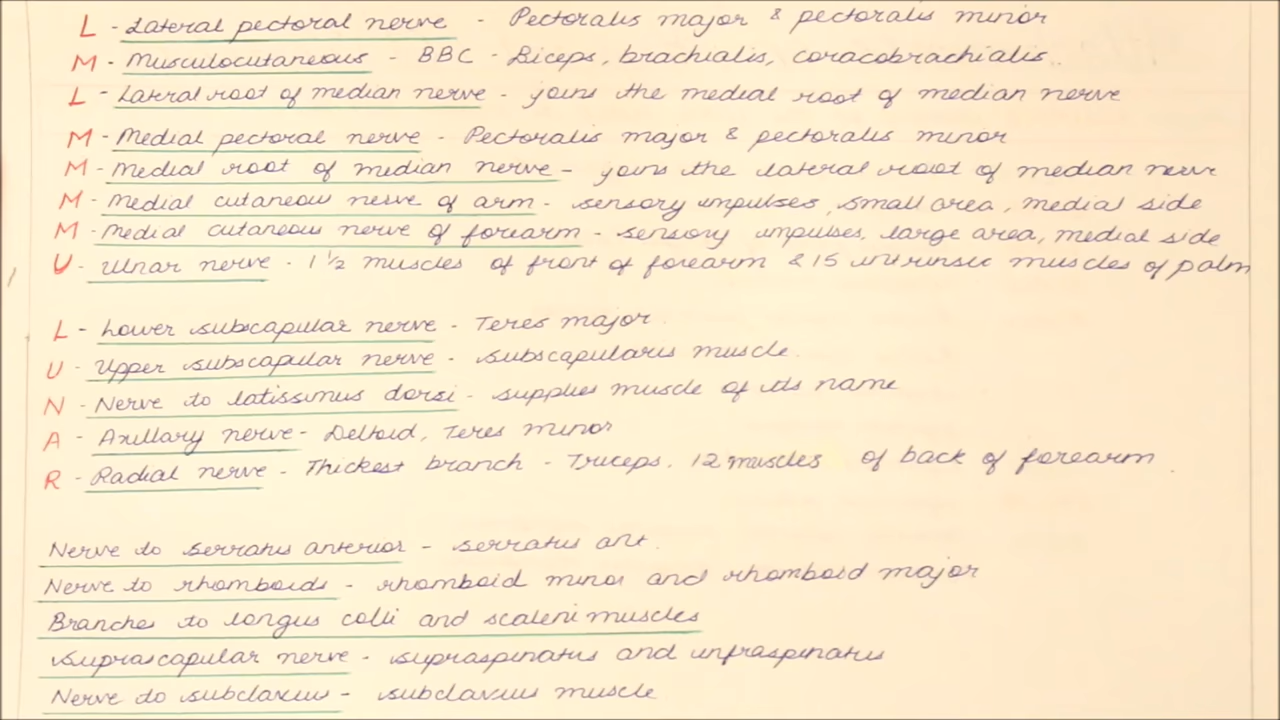 L - Lateral pectoral nerve - Pectoralis major & pectoralis minor
M - Musculocutaneous - BBC - Biceps, brachialis, coracobrachialis
L - Lateral root of median nerve - joins the medial root of median nerve
M - Medial pectoral nerve - Pectoralis major & pectoralis minor
M - Medial root of median nerve - joins the lateral root of median nerve
M - Medial cutaneous nerve of arm - sensory impulses, small area, medial side
M - Medial cutaneous nerve of forearm - sensory impulses, large area, medial side
U - Ulnar nerve - 1 1/2 muscles of front of forearm & 15 intrinsic muscles of palm
L - Lower subscapular nerve - Teres major
U - Upper subscapular nerve - subscapularis muscle.
N - Nerve to latissimus dorsi - supplies muscle of its name
A - Axillary nerve - Deltoid, Teres minor
R - Radial nerve - Thickest branch - Triceps, 12 muscles of back of forearm.
Nerve to serratus anterior - serratus ant.
Nerve to rhomboids - rhomboid minor and rhomboid major
Branches to longus colli and scaleni muscles
Suprascapular nerve - supraspinatus and infraspinatus
Nerve to subclavius - subclavius muscle